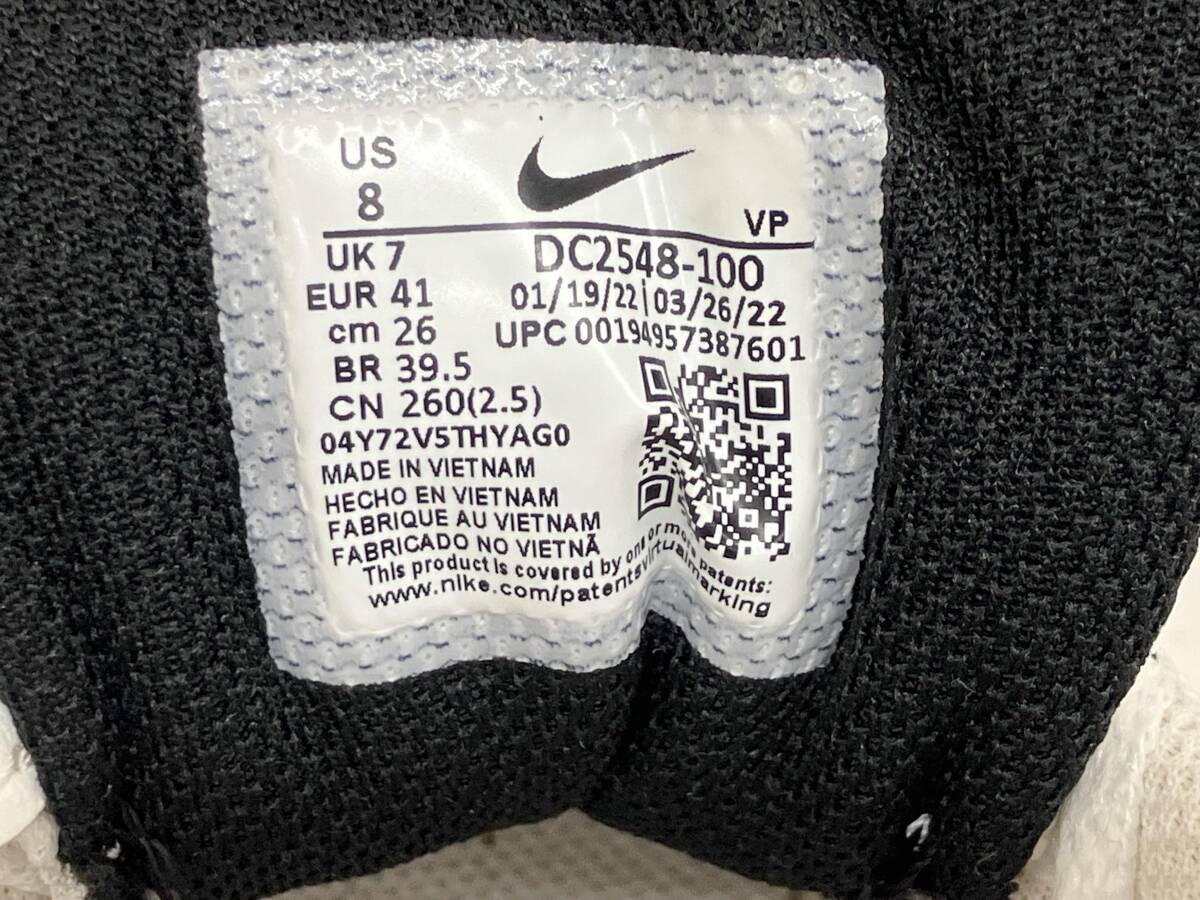 US
8
VP
UK 7
DC2548-100
EUR 41
01/19/22|03/26/22
cm 26
UPC 00194957387601
BR 39.5
CN 260(2.5)
04Y72V5THYAG0
MADE IN VIETNAM
HECHO EN VIETNAM
FABRIQUE AU VIETNAM
FABRICADO NO VIETNÃ
This product is covered by one or more patents:
www.nike.com/patentsvirtualmarking